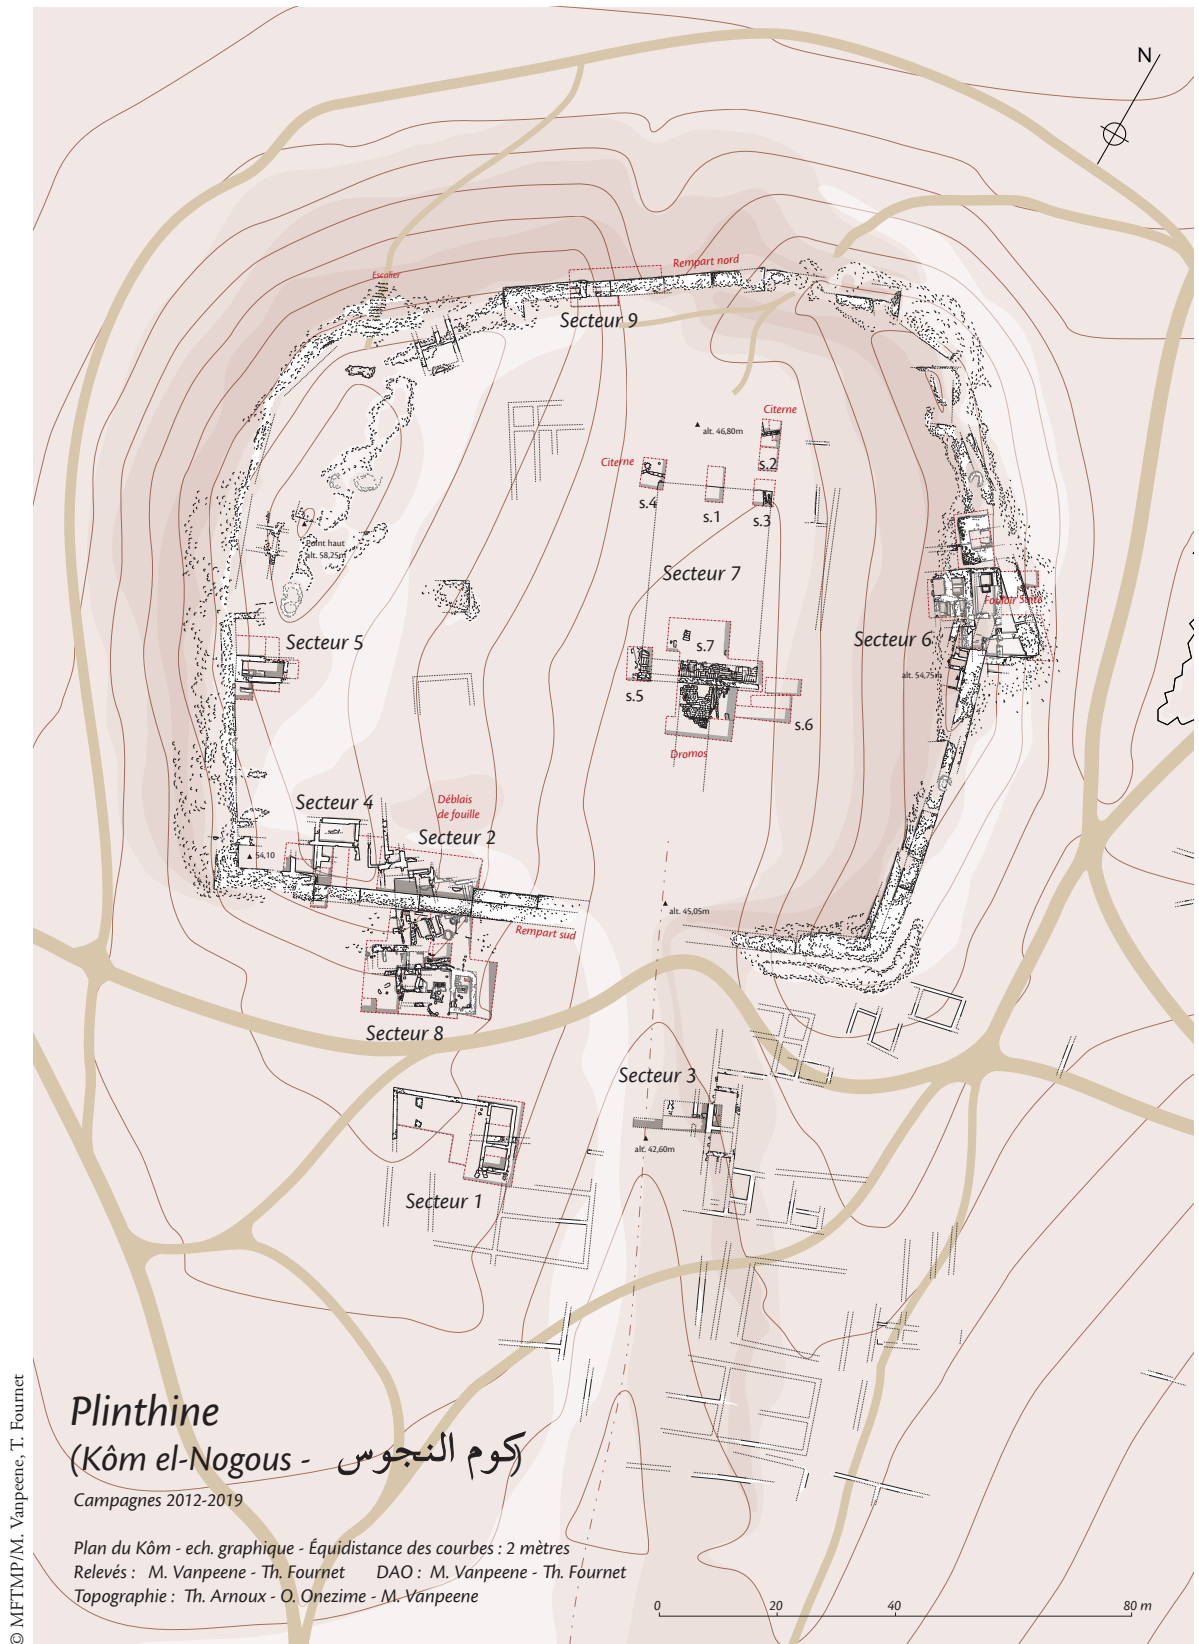 N
Escalier
Rempart nord
Secteur 9
Citerne
alt. 46,80m
Citerne
s.2
s.4
s.1
s.3
Point haut
alt. 58,25m
Secteur 7
Fouloir Saité
Secteur 5
s.7
Secteur 6
alt. 54,75m
s.5
s.6
Dromos
Secteur 4
Déblais
de fouille
Secteur 2
54,10
alt. 45,05m
Rempart sud
Secteur 8
Secteur 3
alt. 42,60m
Secteur 1
Plinthine
(Kôm el-Nogous - كوم النجوس)
Campagnes 2012-2019
Plan du Kôm - ech. graphique - Équidistance des courbes : 2 mètres
Relevés : M. Vanpeene - Th. Fournet DAO : M. Vanpeene - Th. Fournet
Topographie : Th. Arnoux - O. Onezime - M. Vanpeene
0 20 40 80 m
© MFTMP/M. Vanpeene, T. Fournet